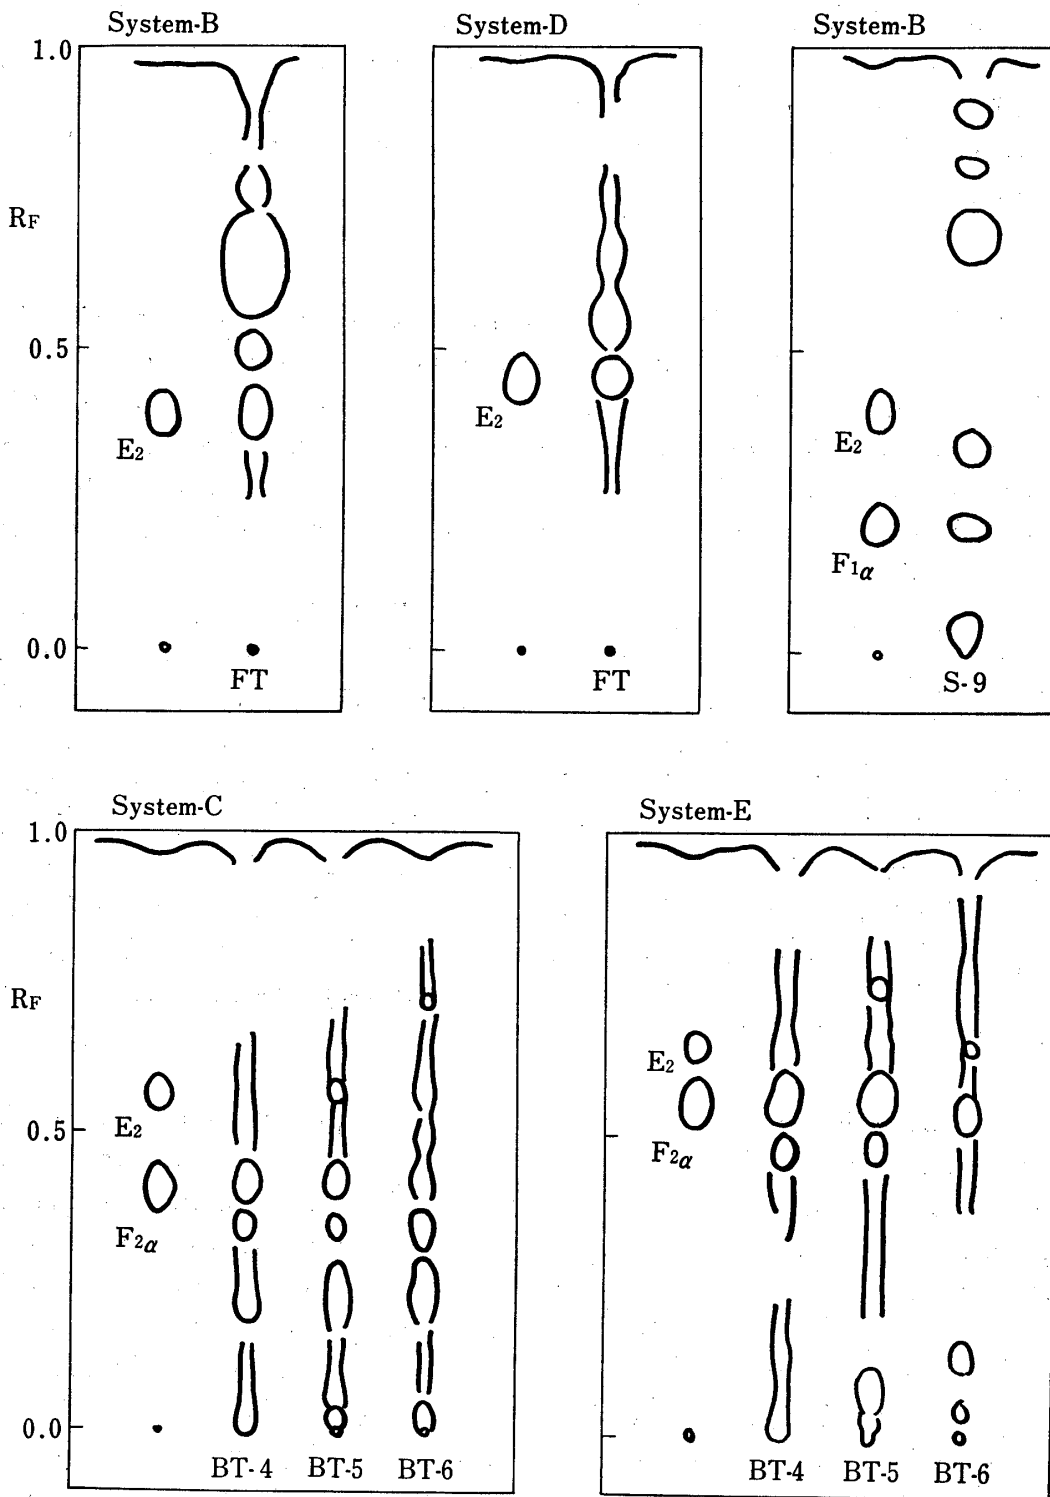 System-B
System-D
System-B
1.0
RF
0.5
0.0
E2
FT
E2
FT
E2
F1α
S-9
System-C
System-E
1.0
RF
0.5
0.0
E2
F2α
BT-4 BT-5 BT-6
E2
F2α
BT-4 BT-5 BT-6